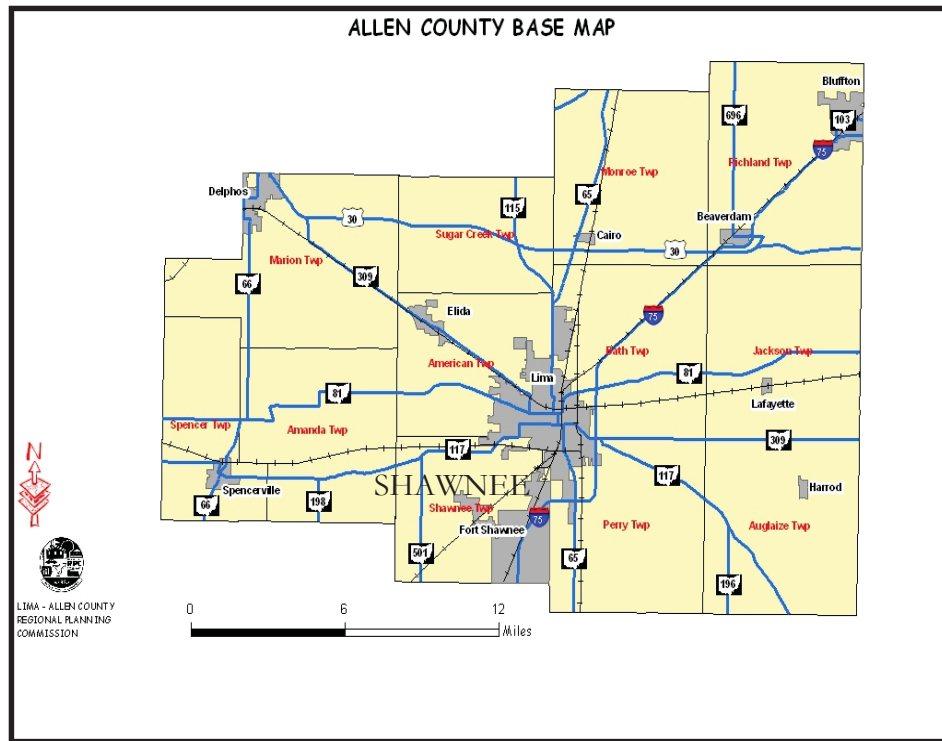 ALLEN COUNTY BASE MAP
Bluffton
696
103
75
Richland Twp
Monroe Twp
Delphos
65
115
30
Beaverdam
Sugar Creek Twp
Cairo
30
Marion Twp
309
66
Elida
75
American Twp
Bath Twp
Jackson Twp
Lima
81
81
Lafayette
Spencer Twp
Amanda Twp
309
117
N
117
Spencerville
SHAWNEE
Harrod
198
66
Shawnee Twp
75
Fort Shawnee
Perry Twp
Auglaize Twp
501
65
196
RPC
LIMA - ALLEN COUNTY
REGIONAL PLANNING
COMMISSION
0 6 12
Miles